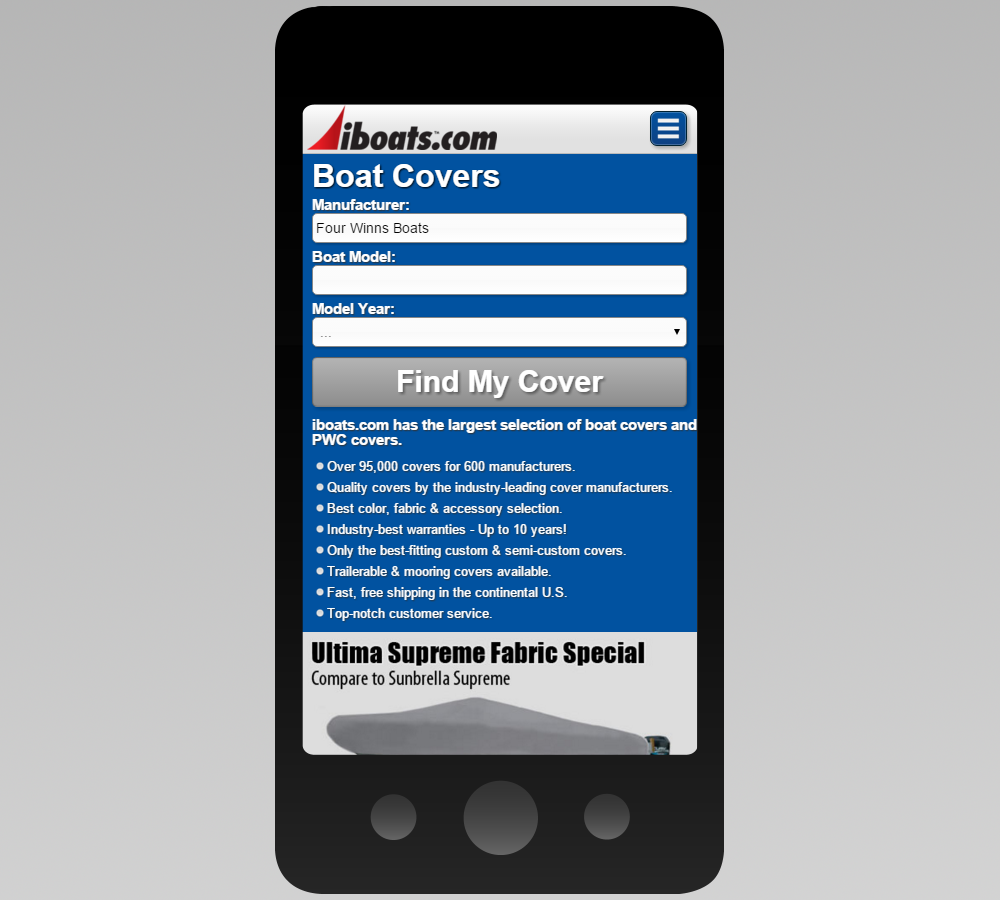 iboats.com™
Boat Covers
Manufacturer:
Four Winns Boats
Boat Model:
Model Year:
...
Find My Cover
iboats.com has the largest selection of boat covers and
PWC covers.
Over 95,000 covers for 600 manufacturers.
Quality covers by the industry-leading cover manufacturers.
Best color, fabric & accessory selection.
Industry-best warranties - Up to 10 years!
Only the best-fitting custom & semi-custom covers.
Trailerable & mooring covers available.
Fast, free shipping in the continental U.S.
Top-notch customer service.
Ultima Supreme Fabric Special
Compare to Sunbrella Supreme